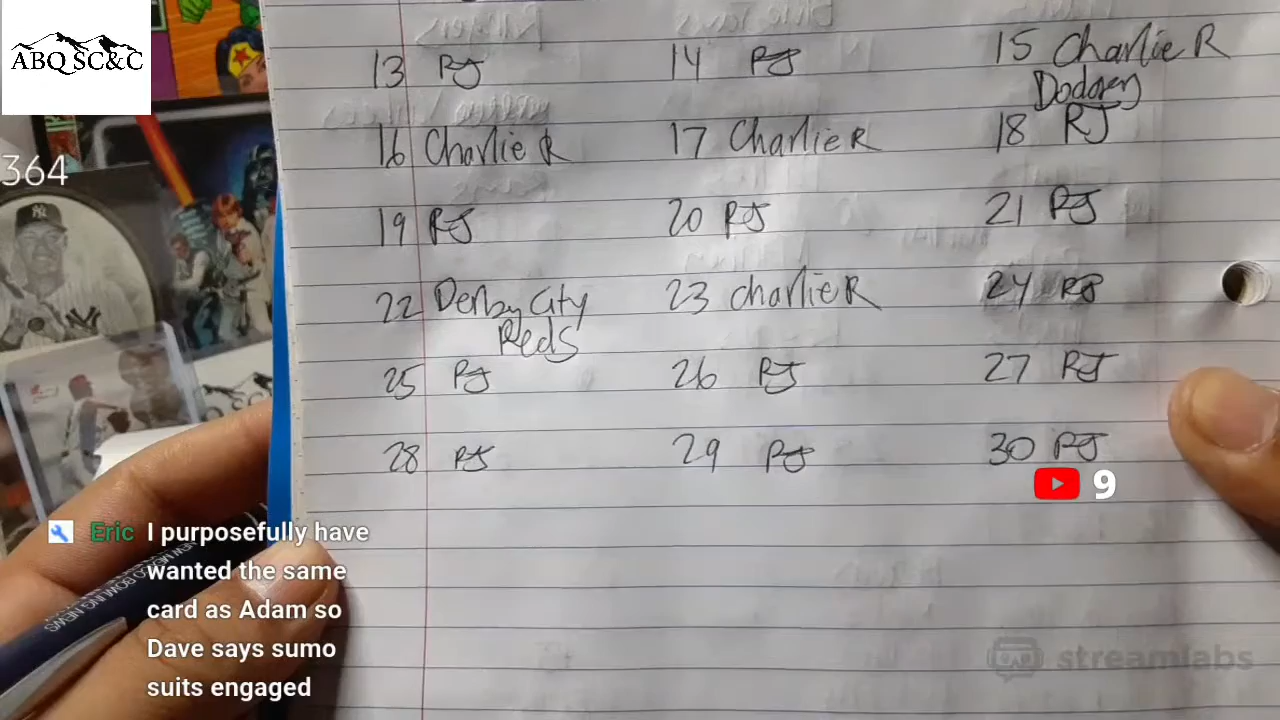 ABQ SC&C
13 RJ 14 RJ 15 Charlie R
Dodgers
16 Charlie R 17 Charlie R 18 RJ
364
19 RJ 20 RJ 21 RJ
22 Derby City 23 Charlie R 24 RJ
Reds
25 RJ 26 RJ 27 RJ
28 RJ 29 RJ 30 RJ
9
Eric I purposefully have
wanted the same
card as Adam so
Dave says sumo
suits engaged
BOWLING NEWS
streamlabs